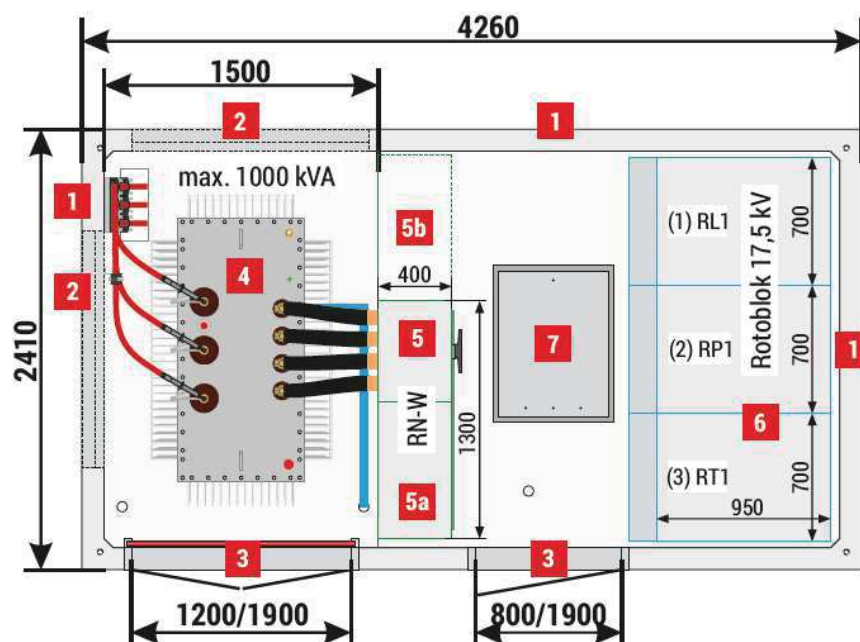 4260
1500
2
1
max. 1000 kVA
1
2
4
5b
400
5
RN-W
5a
1300
7
(1) RL1
700
(2) RP1
700
(3) RT1
700
Rotoblok 17,5 kV
6
950
1
2410
3
3
1200/1900
800/1900